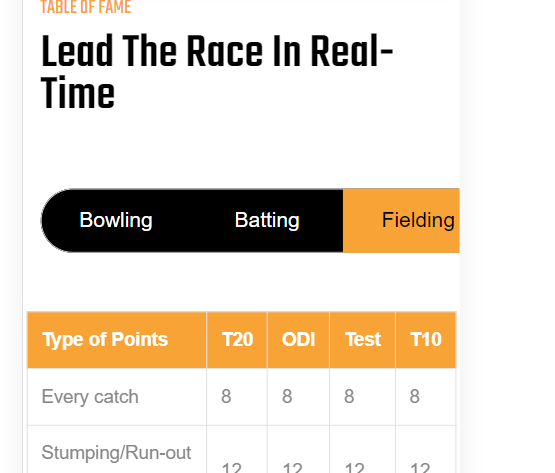 TABLE OF FAME
Lead The Race In Real-
Time
Bowling Batting Fielding
Type of Points T20 ODI Test T10
Every catch 8 8 8 8
Stumping/Run-out 12 12 12 12